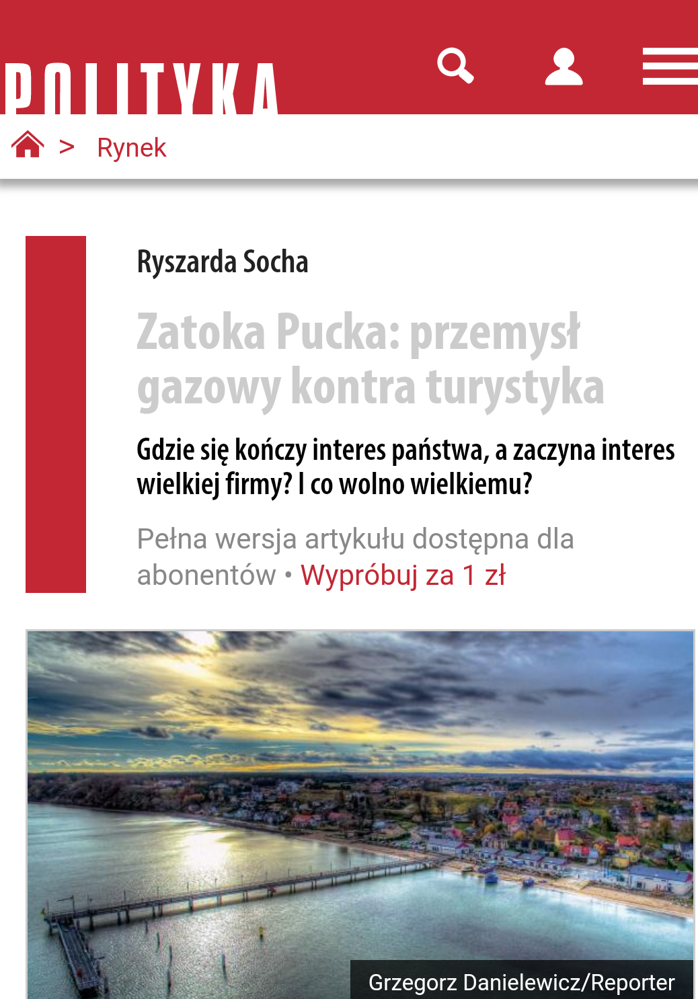 POLITYKA
> Rynek
Ryszarda Socha
Zatoka Pucka: przemysł
gazowy kontra turystyka
Gdzie się kończy interes państwa, a zaczyna interes
wielkiej firmy? I co wolno wielkiemu?
Pełna wersja artykułu dostępna dla
abonentów • Wypróbuj za 1 zł
Grzegorz Danielewicz/Reporter